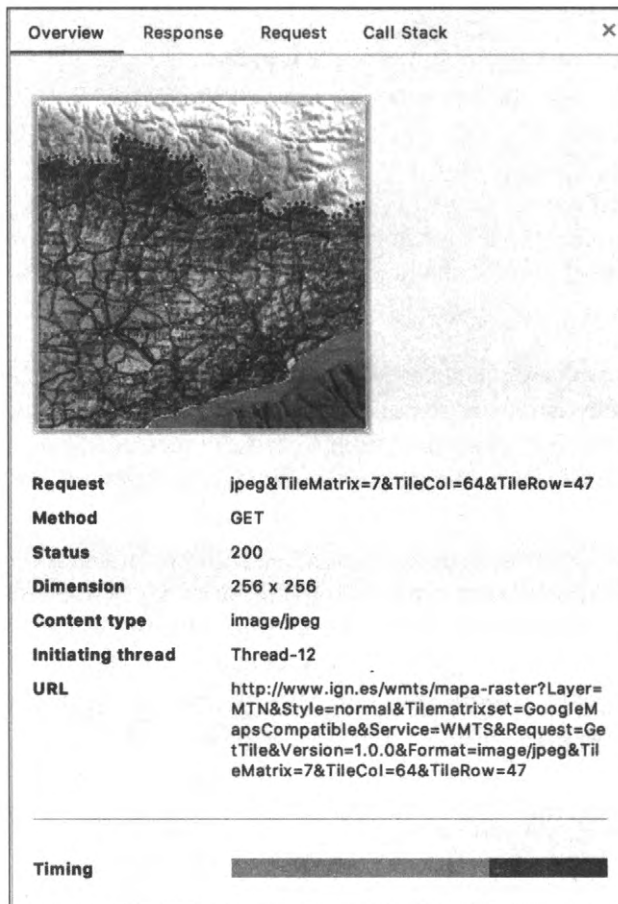 Overview Response Request Call Stack ×
Request jpeg&TileMatrix=7&TileCol=64&TileRow=47
Method GET
Status 200
Dimension 256 x 256
Content type image/jpeg
Initiating thread Thread-12
URL http://www.ign.es/wmts/mapa-raster?Layer=
MTN&Style=normal&Tilematrixset=GoogleM
apsCompatible&Service=WMTS&Request=Ge
tTile&Version=1.0.0&Format=image/jpeg&Til
eMatrix=7&TileCol=64&TileRow=47
Timing